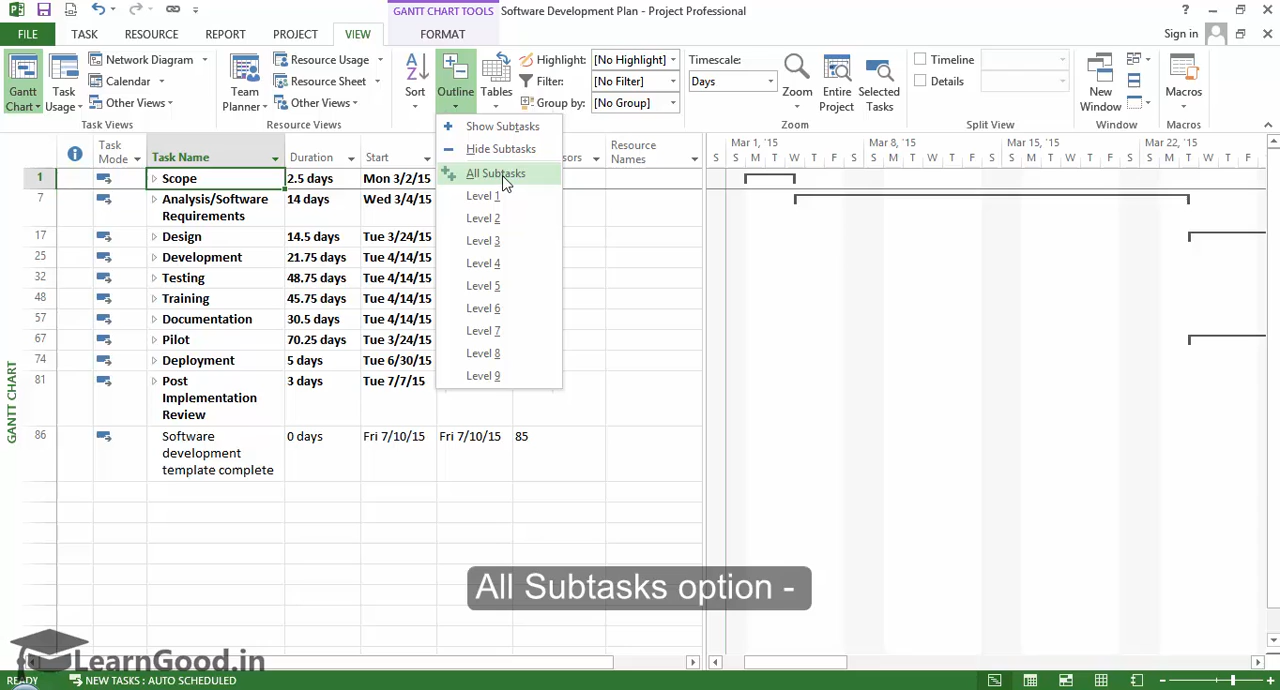 GANTT CHART TOOLS Software Development Plan - Project Professional ?
FILE TASK RESOURCE REPORT PROJECT VIEW FORMAT Sign in
Gantt Chart
Task Usage
Network Diagram
Calendar
Other Views
Task Views
Team Planner
Resource Usage
Resource Sheet
Other Views
Resource Views
Sort
Outline
Tables
Highlight: [No Highlight]
Filter: [No Filter]
Group by: [No Group]
Timescale:
Days
Zoom
Entire Project
Selected Tasks
Zoom
Timeline
Details
Split View
New Window
Window
Macros
Macros
Show Subtasks
Hide Subtasks
All Subtasks
Level 1
Level 2
Level 3
Level 4
Level 5
Level 6
Level 7
Level 8
Level 9
Task Mode Task Name Duration Start sors Resource Names
Mar 1, '15 Mar 8, '15 Mar 15, '15 Mar 22, '15
S S M T W T F S S M T W T F S S M T W T F S S M T W T F
1 Scope 2.5 days Mon 3/2/15
7 Analysis/Software Requirements 14 days Wed 3/4/15
17 Design 14.5 days Tue 3/24/15
25 Development 21.75 days Tue 4/14/15
32 Testing 48.75 days Tue 4/14/15
48 Training 45.75 days Tue 4/14/15
57 Documentation 30.5 days Tue 4/14/15
67 Pilot 70.25 days Tue 3/24/15
74 Deployment 5 days Tue 6/30/15
81 Post Implementation Review 3 days Tue 7/7/15
86 Software development template complete 0 days Fri 7/10/15 Fri 7/10/15 85
GANTT CHART
All Subtasks option -
LearnGood.in
READY NEW TASKS : AUTO SCHEDULED